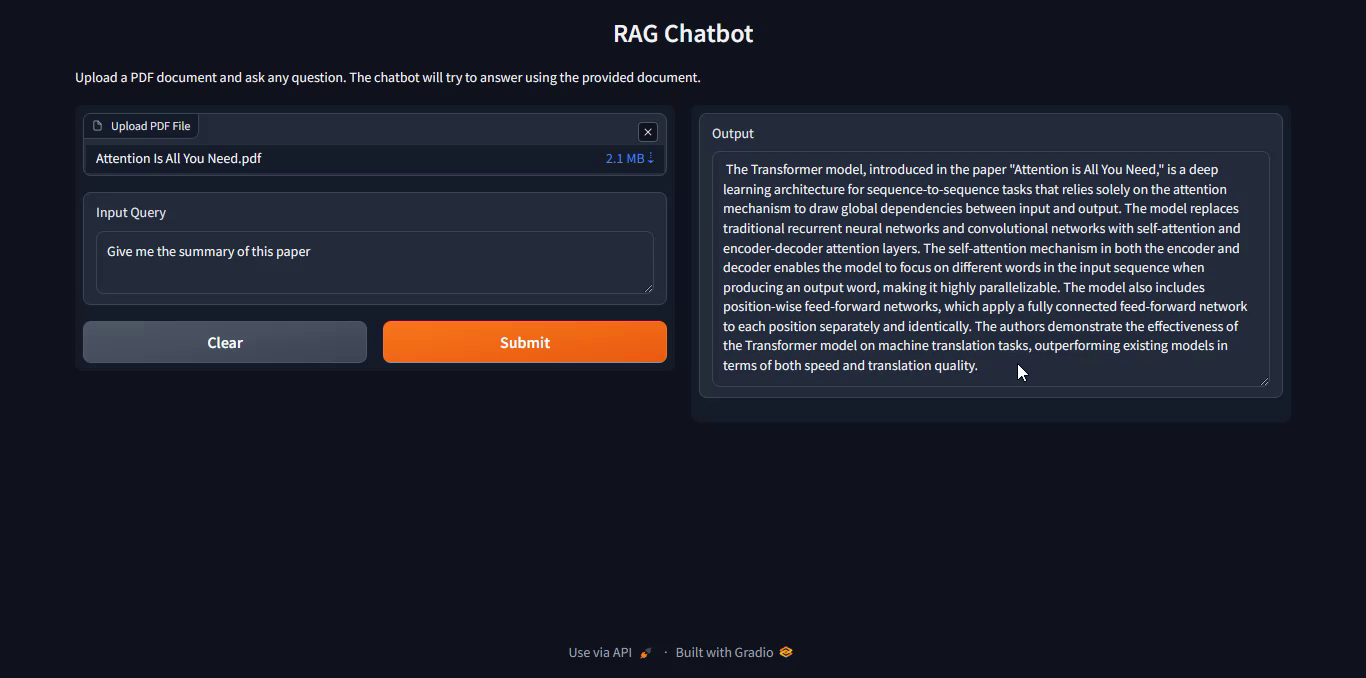 RAG Chatbot
Upload a PDF document and ask any question. The chatbot will try to answer using the provided document.
Upload PDF File
Attention Is All You Need.pdf
2.1 MB
Input Query
Give me the summary of this paper
Clear
Submit
Output
The Transformer model, introduced in the paper "Attention is All You Need," is a deep
learning architecture for sequence-to-sequence tasks that relies solely on the attention
mechanism to draw global dependencies between input and output. The model replaces
traditional recurrent neural networks and convolutional networks with self-attention and
encoder-decoder attention layers. The self-attention mechanism in both the encoder and
decoder enables the model to focus on different words in the input sequence when
producing an output word, making it highly parallelizable. The model also includes
position-wise feed-forward networks, which apply a fully connected feed-forward network
to each position separately and identically. The authors demonstrate the effectiveness of
the Transformer model on machine translation tasks, outperforming existing models in
terms of both speed and translation quality.
Use via API · Built with Gradio